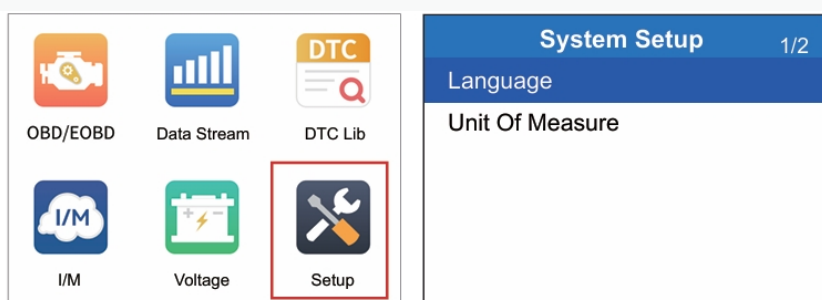 DTC
OBD/EOBD
Data Stream
DTC Lib
I/M
I/M
Voltage
Setup
System Setup 1/2
Language
Unit Of Measure